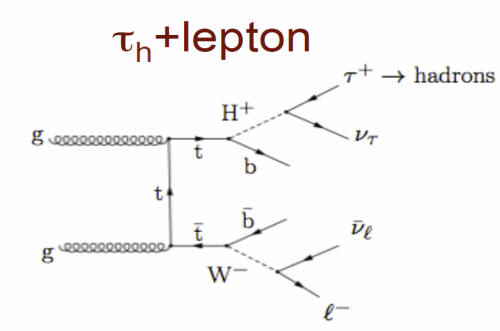 τh+lepton
τ+ → hadrons
H+
g
t
ντ
b
t
b̄
t̄
ν̄ℓ
g
W−
ℓ−